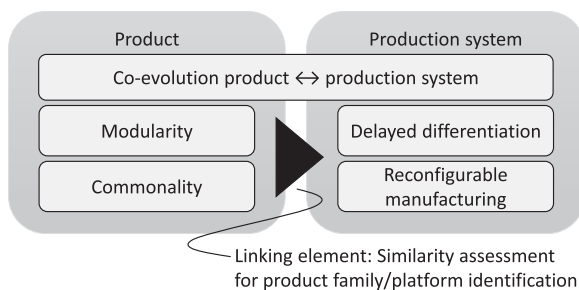 Product
Production system
Co-evolution product ↔ production system
Modularity
Delayed differentiation
Commonality
Reconfigurable
manufacturing
Linking element: Similarity assessment
for product family/platform identification